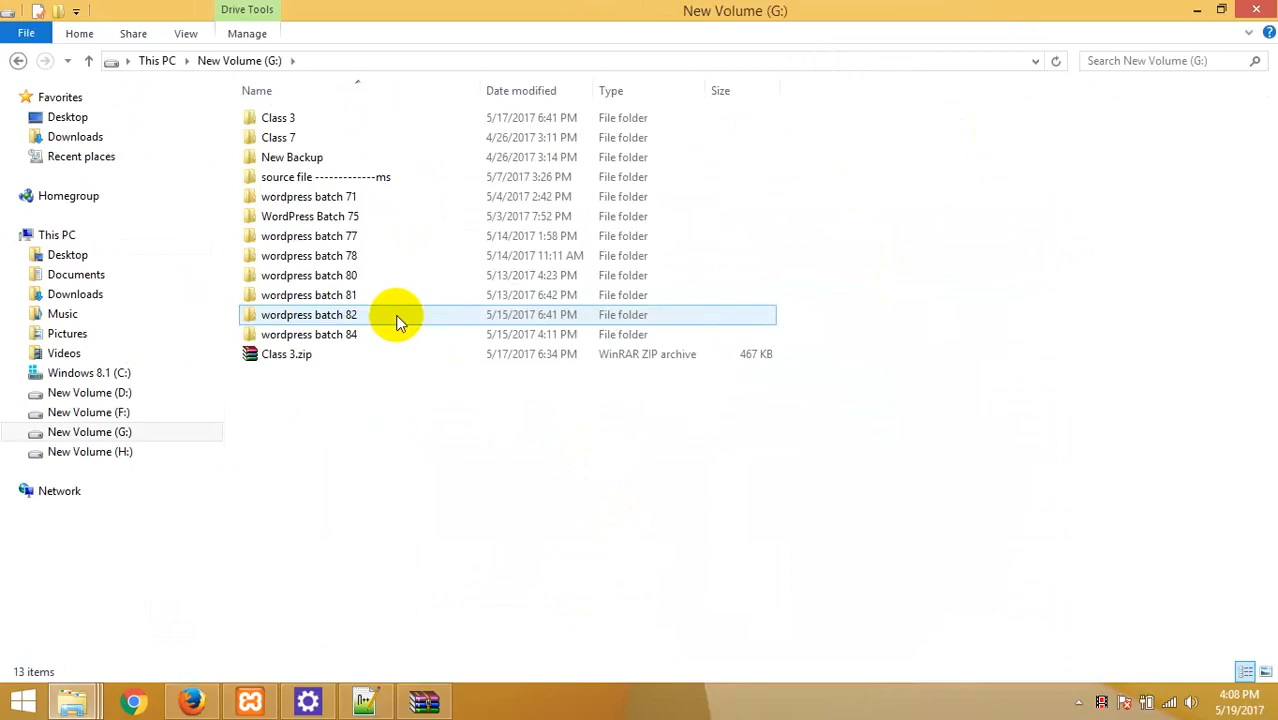 Drive Tools
New Volume (G:)
File Home Share View Manage
This PC New Volume (G:)
Search New Volume (G:)
Name Date modified Type Size
Favorites
Desktop
Downloads
Recent places
Homegroup
This PC
Desktop
Documents
Downloads
Music
Pictures
Videos
Windows 8.1 (C:)
New Volume (D:)
New Volume (F:)
New Volume (G:)
New Volume (H:)
Network
Class 3 5/17/2017 6:41 PM File folder
Class 7 4/26/2017 3:11 PM File folder
New Backup 4/26/2017 3:14 PM File folder
source file -------------ms 5/7/2017 3:26 PM File folder
wordpress batch 71 5/4/2017 2:42 PM File folder
WordPress Batch 75 5/3/2017 7:52 PM File folder
wordpress batch 77 5/14/2017 1:58 PM File folder
wordpress batch 78 5/14/2017 11:11 AM File folder
wordpress batch 80 5/13/2017 4:23 PM File folder
wordpress batch 81 5/13/2017 6:42 PM File folder
wordpress batch 82 5/15/2017 6:41 PM File folder
wordpress batch 84 5/15/2017 4:11 PM File folder
Class 3.zip 5/17/2017 6:34 PM WinRAR ZIP archive 467 KB
13 items
4:08 PM
5/19/2017